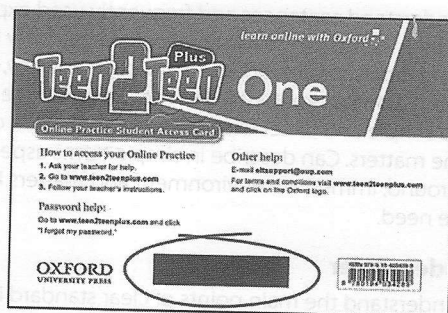 learn online with Oxford
Teen2Teen Plus One
Online Practice Student Access Card
How to access your Online Practice
1. Ask your teacher for help.
2. Go to www.teen2teenplus.com
3. Follow your teacher's instructions.
Password help:
Go to www.teen2teenplus.com and click
"I forgot my password."
Other help:
E-mail eltsupport@oup.com
For terms and conditions visit www.teen2teenplus.com
and click on the Oxford logo.
OXFORD
UNIVERSITY PRESS